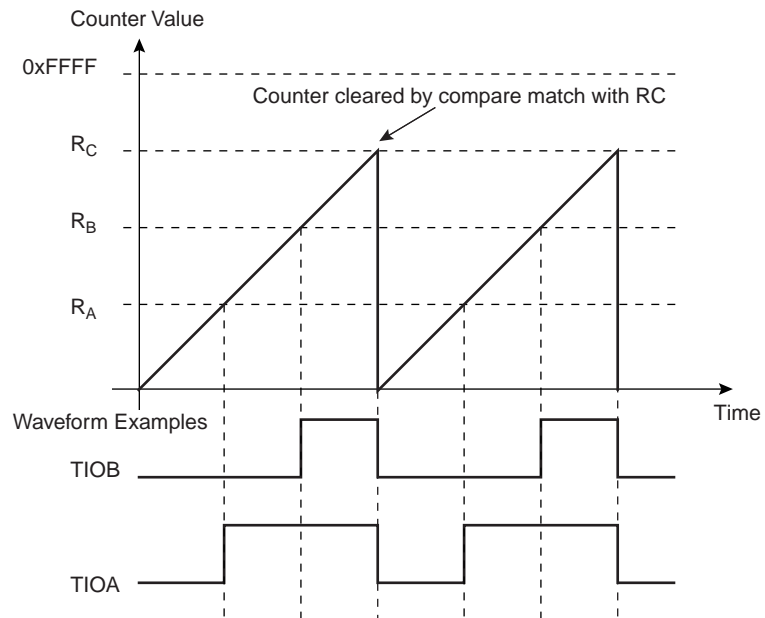 Counter Value
0xFFFF
Counter cleared by compare match with RC
RC
RB
RA
Time
Waveform Examples
TIOB
TIOA